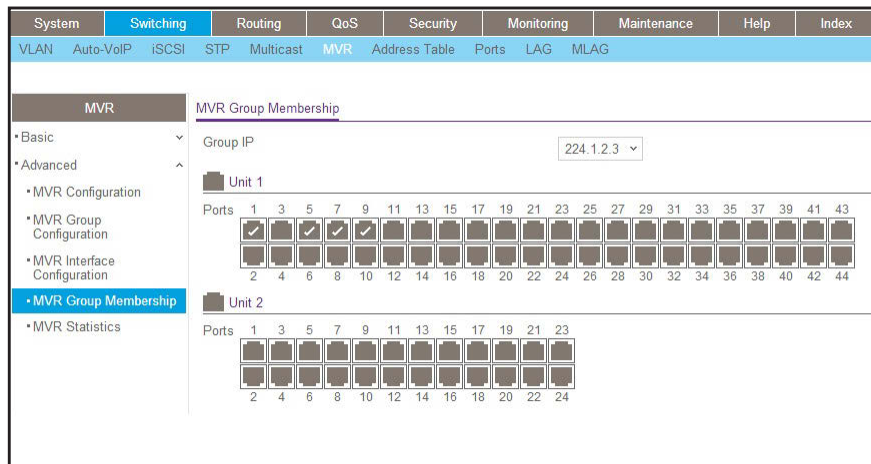 System Switching Routing QoS Security Monitoring Maintenance Help Index
VLAN Auto-VoIP iSCSI STP Multicast MVR Address Table Ports LAG MLAG
MVR
Basic
Advanced
MVR Configuration
MVR Group
Configuration
MVR Interface
Configuration
MVR Group Membership
MVR Statistics
MVR Group Membership
Group IP 224.1.2.3
Unit 1
Ports 1 3 5 7 9 11 13 15 17 19 21 23 25 27 29 31 33 35 37 39 41 43
2 4 6 8 10 12 14 16 18 20 22 24 26 28 30 32 34 36 38 40 42 44
Unit 2
Ports 1 3 5 7 9 11 13 15 17 19 21 23
2 4 6 8 10 12 14 16 18 20 22 24